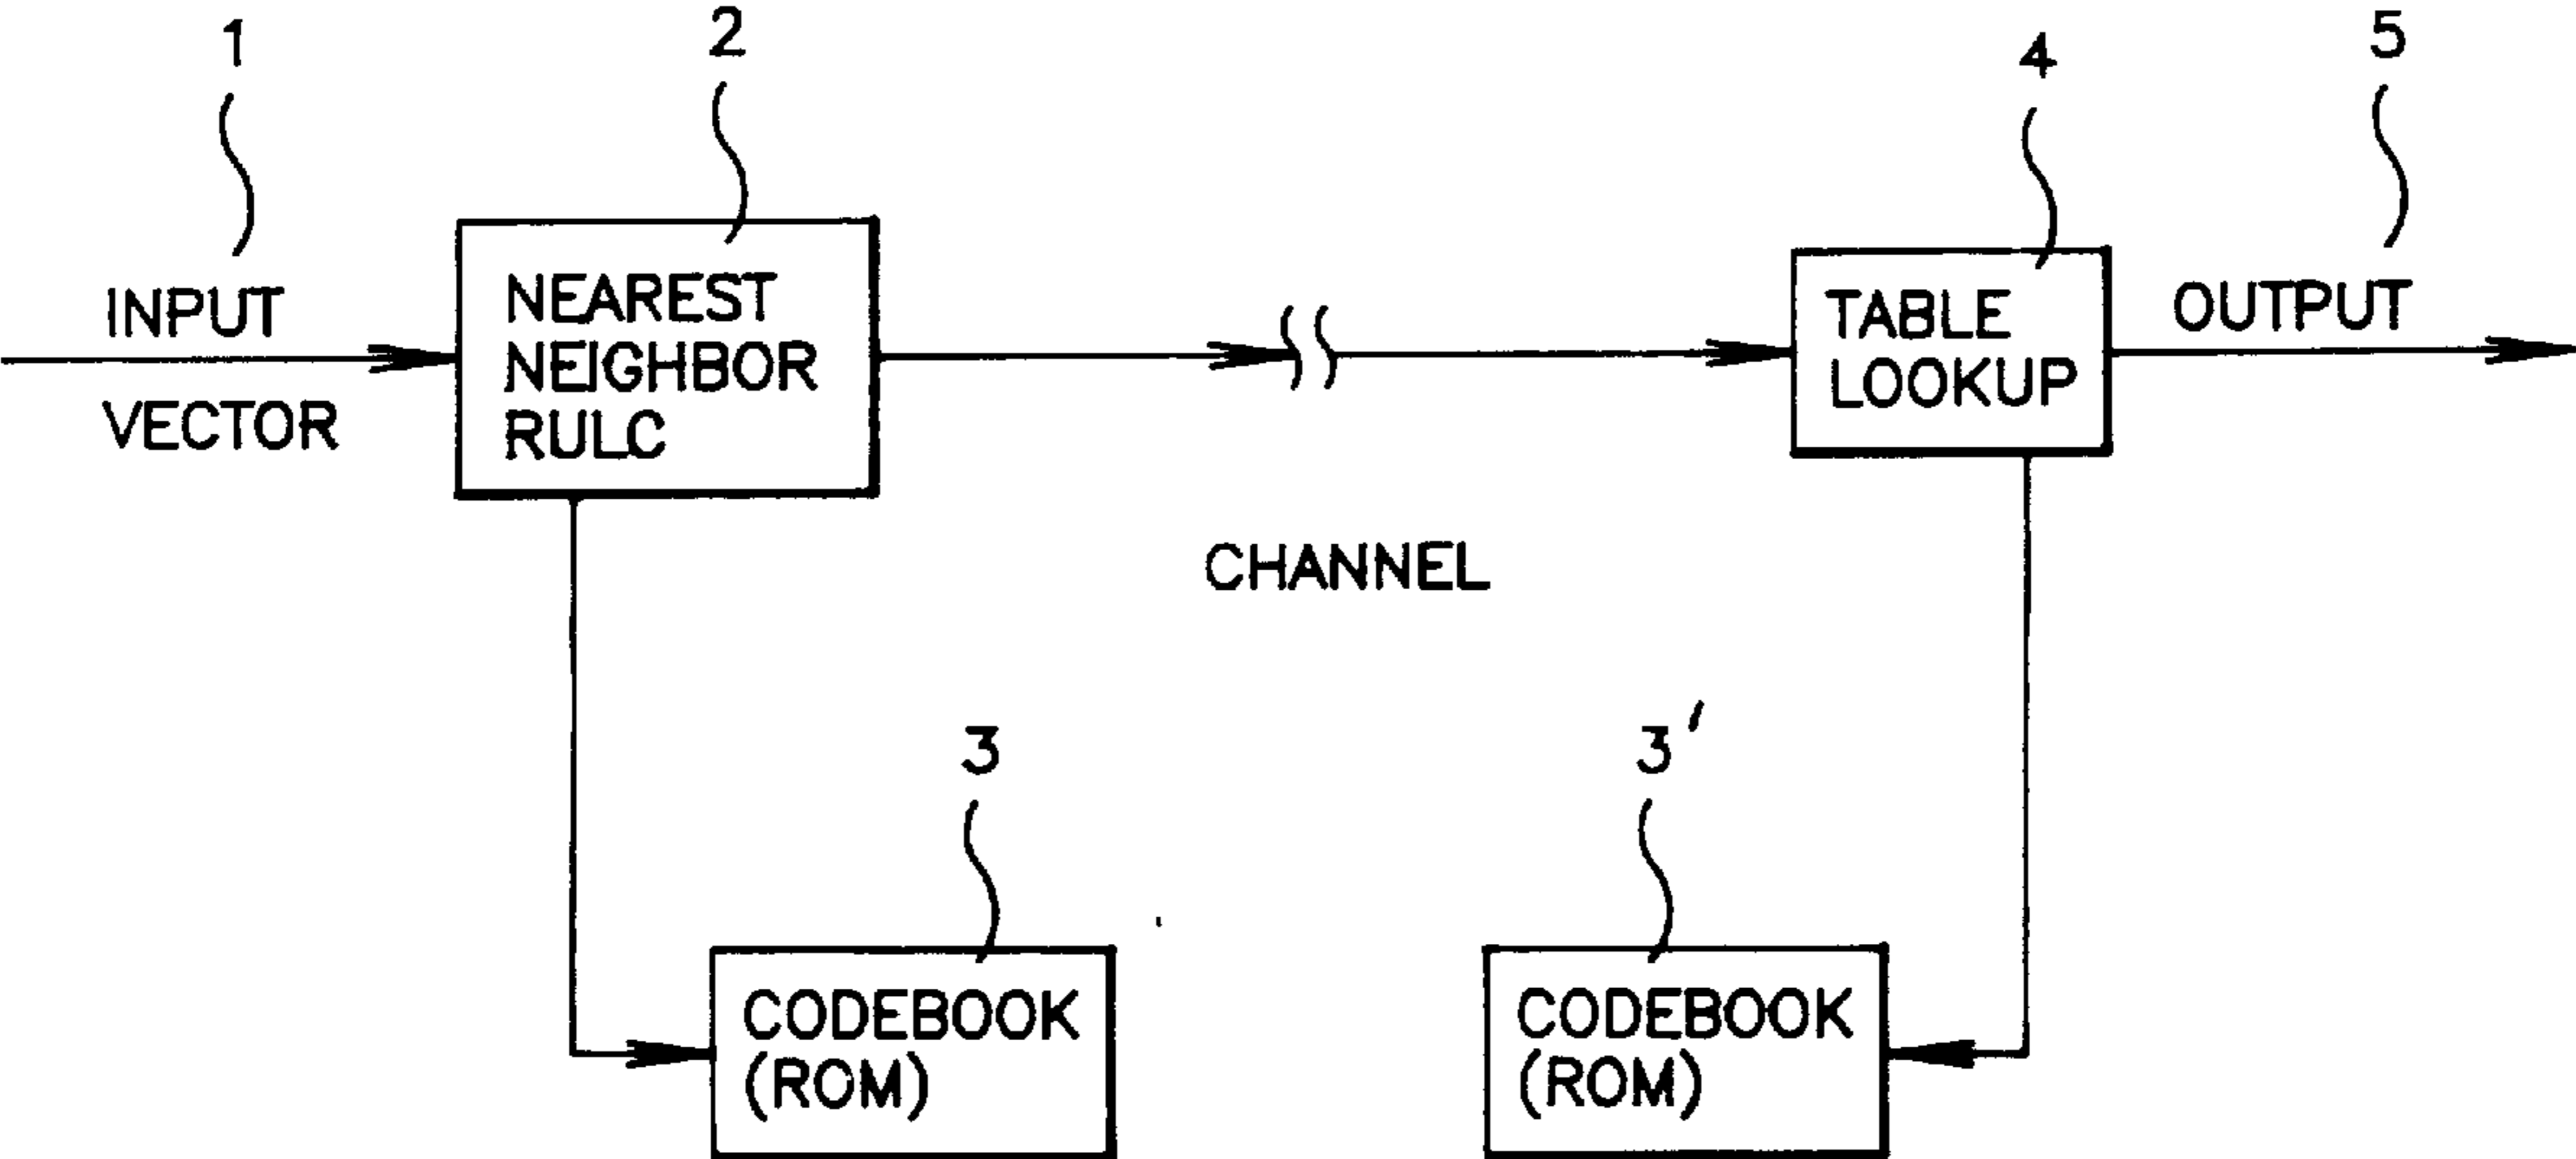 1
2
4
5
INPUT
VECTOR
NEAREST
NEIGHBOR
RULC
TABLE
LOOKUP
OUTPUT
CHANNEL
3
3'
CODEBOOK
(ROM)
CODEBOOK
(ROM)